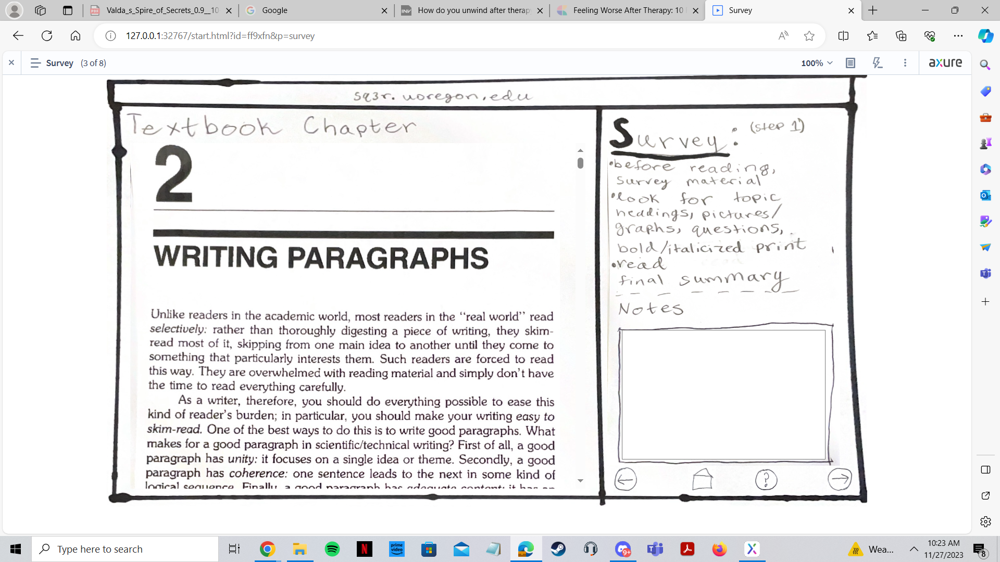 Valda_s_Spire_of_Secrets_0.9__10
Google
How do you unwind after therap
Feeling Worse After Therapy: 10
Survey
127.0.0.1:32767/start.html?id=ff9xfn&p=survey
Survey (3 of 8)
100%
axure
sq3r.uoregon.edu
Textbook Chapter
2
WRITING PARAGRAPHS
Unlike readers in the academic world, most readers in the “real world” read
selectively: rather than thoroughly digesting a piece of writing, they skim-
read most of it, skipping from one main idea to another until they come to
something that particularly interests them. Such readers are forced to read
this way. They are overwhelmed with reading material and simply don’t have
the time to read everything carefully.
As a writer, therefore, you should do everything possible to ease this
kind of reader’s burden; in particular, you should make your writing easy to
skim-read. One of the best ways to do this is to write good paragraphs. What
makes for a good paragraph in scientific/technical writing? First of all, a good
paragraph has unity: it focuses on a single idea or theme. Secondly, a good
paragraph has coherence: one sentence leads to the next in some kind of
logical sequence. Finally, a good paragraph has adequate content: it has an
Survey: (step 1)
•before reading,
survey material
•look for topic
headings, pictures/
graphs, questions,
bold/italicized print
•read
final summary
Notes
?
Type here to search
N
prime video
9+
Wea...
10:23 AM
11/27/2023
8